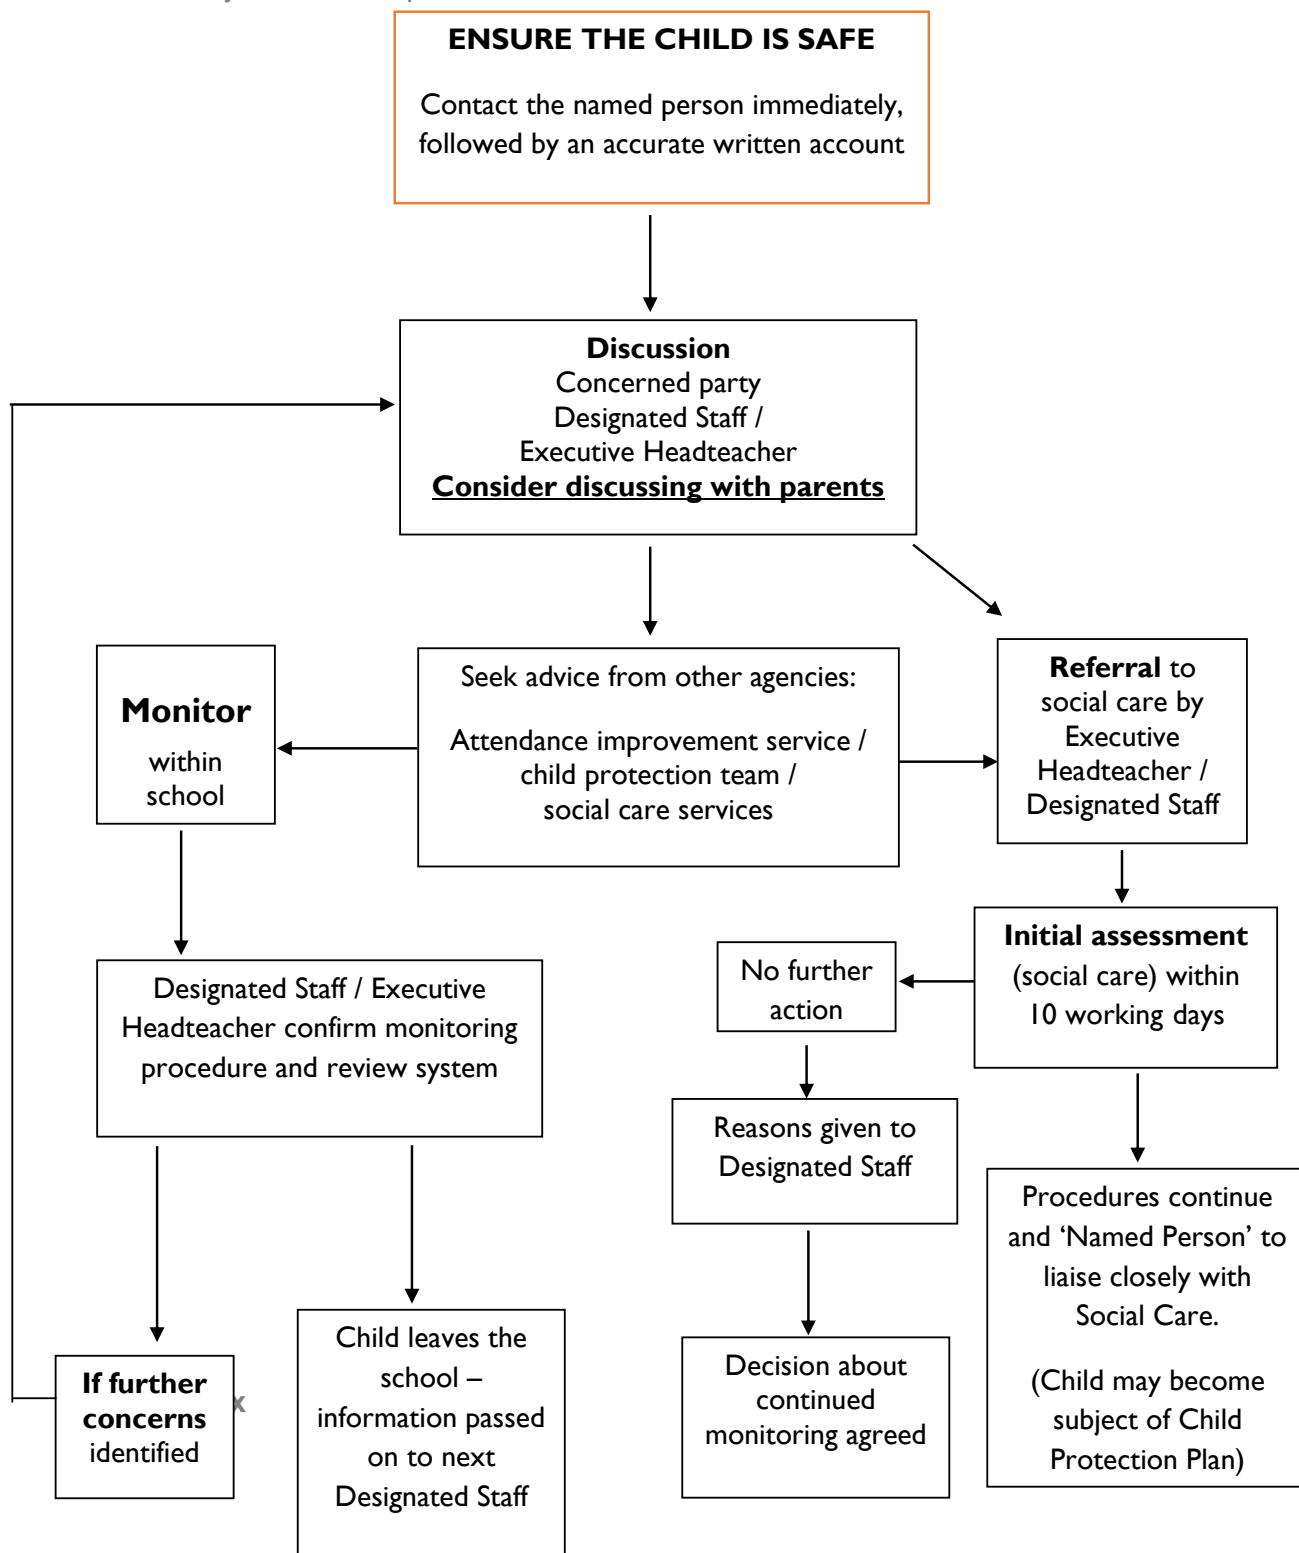 ENSURE THE CHILD IS SAFE
Contact the named person immediately,
followed by an accurate written account
Discussion
Concerned party
Designated Staff /
Executive Headteacher
Consider discussing with parents
Monitor
within
school
Seek advice from other agencies:
Attendance improvement service /
child protection team /
social care services
Referral to
social care by
Executive
Headteacher /
Designated Staff
Initial assessment
(social care) within
10 working days
No further
action
Designated Staff / Executive
Headteacher confirm monitoring
procedure and review system
Reasons given to
Designated Staff
Procedures continue
and ‘Named Person’ to
liaise closely with
Social Care.
(Child may become
subject of Child
Protection Plan)
Child leaves the
school –
information passed
on to next
Designated Staff
Decision about
continued
monitoring agreed
If further
concerns
identified
x